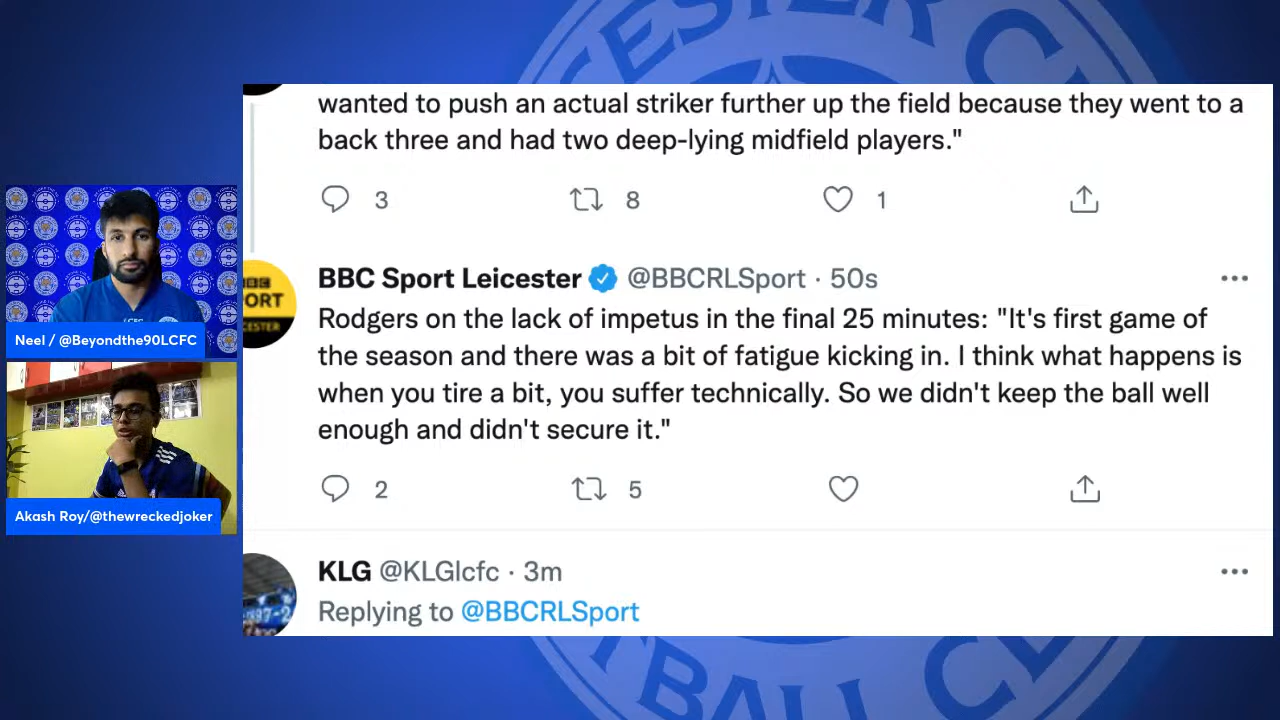 wanted to push an actual striker further up the field because they went to a
back three and had two deep-lying midfield players."
3 8 1
BBC Sport Leicester @BBCRLSport · 50s
Rodgers on the lack of impetus in the final 25 minutes: "It's first game of
the season and there was a bit of fatigue kicking in. I think what happens is
when you tire a bit, you suffer technically. So we didn't keep the ball well
enough and didn't secure it."
2 5
KLG @KLGlcfc · 3m
Replying to @BBCRLSport
Neel / @Beyondthe90LCFC
Akash Roy/@thewreckedjoker